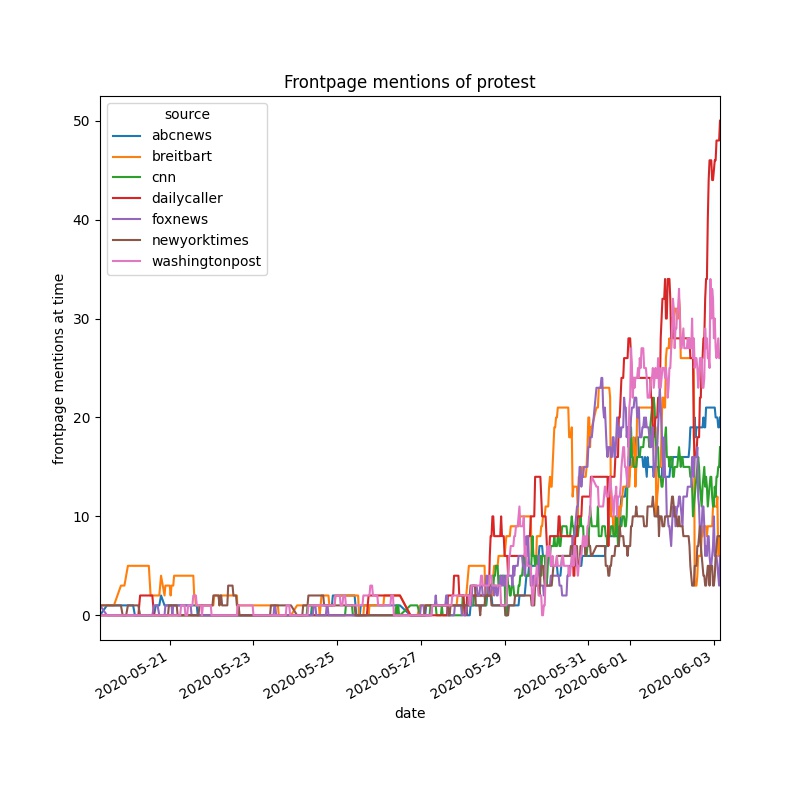 Frontpage mentions of protest
source
abcnews
breitbart
cnn
dailycaller
foxnews
newyorktimes
washingtonpost
frontpage mentions at time
50
40
30
20
10
0
2020-05-21
2020-05-23
2020-05-25
2020-05-27
2020-05-29
2020-05-31
2020-06-01
2020-06-03
date